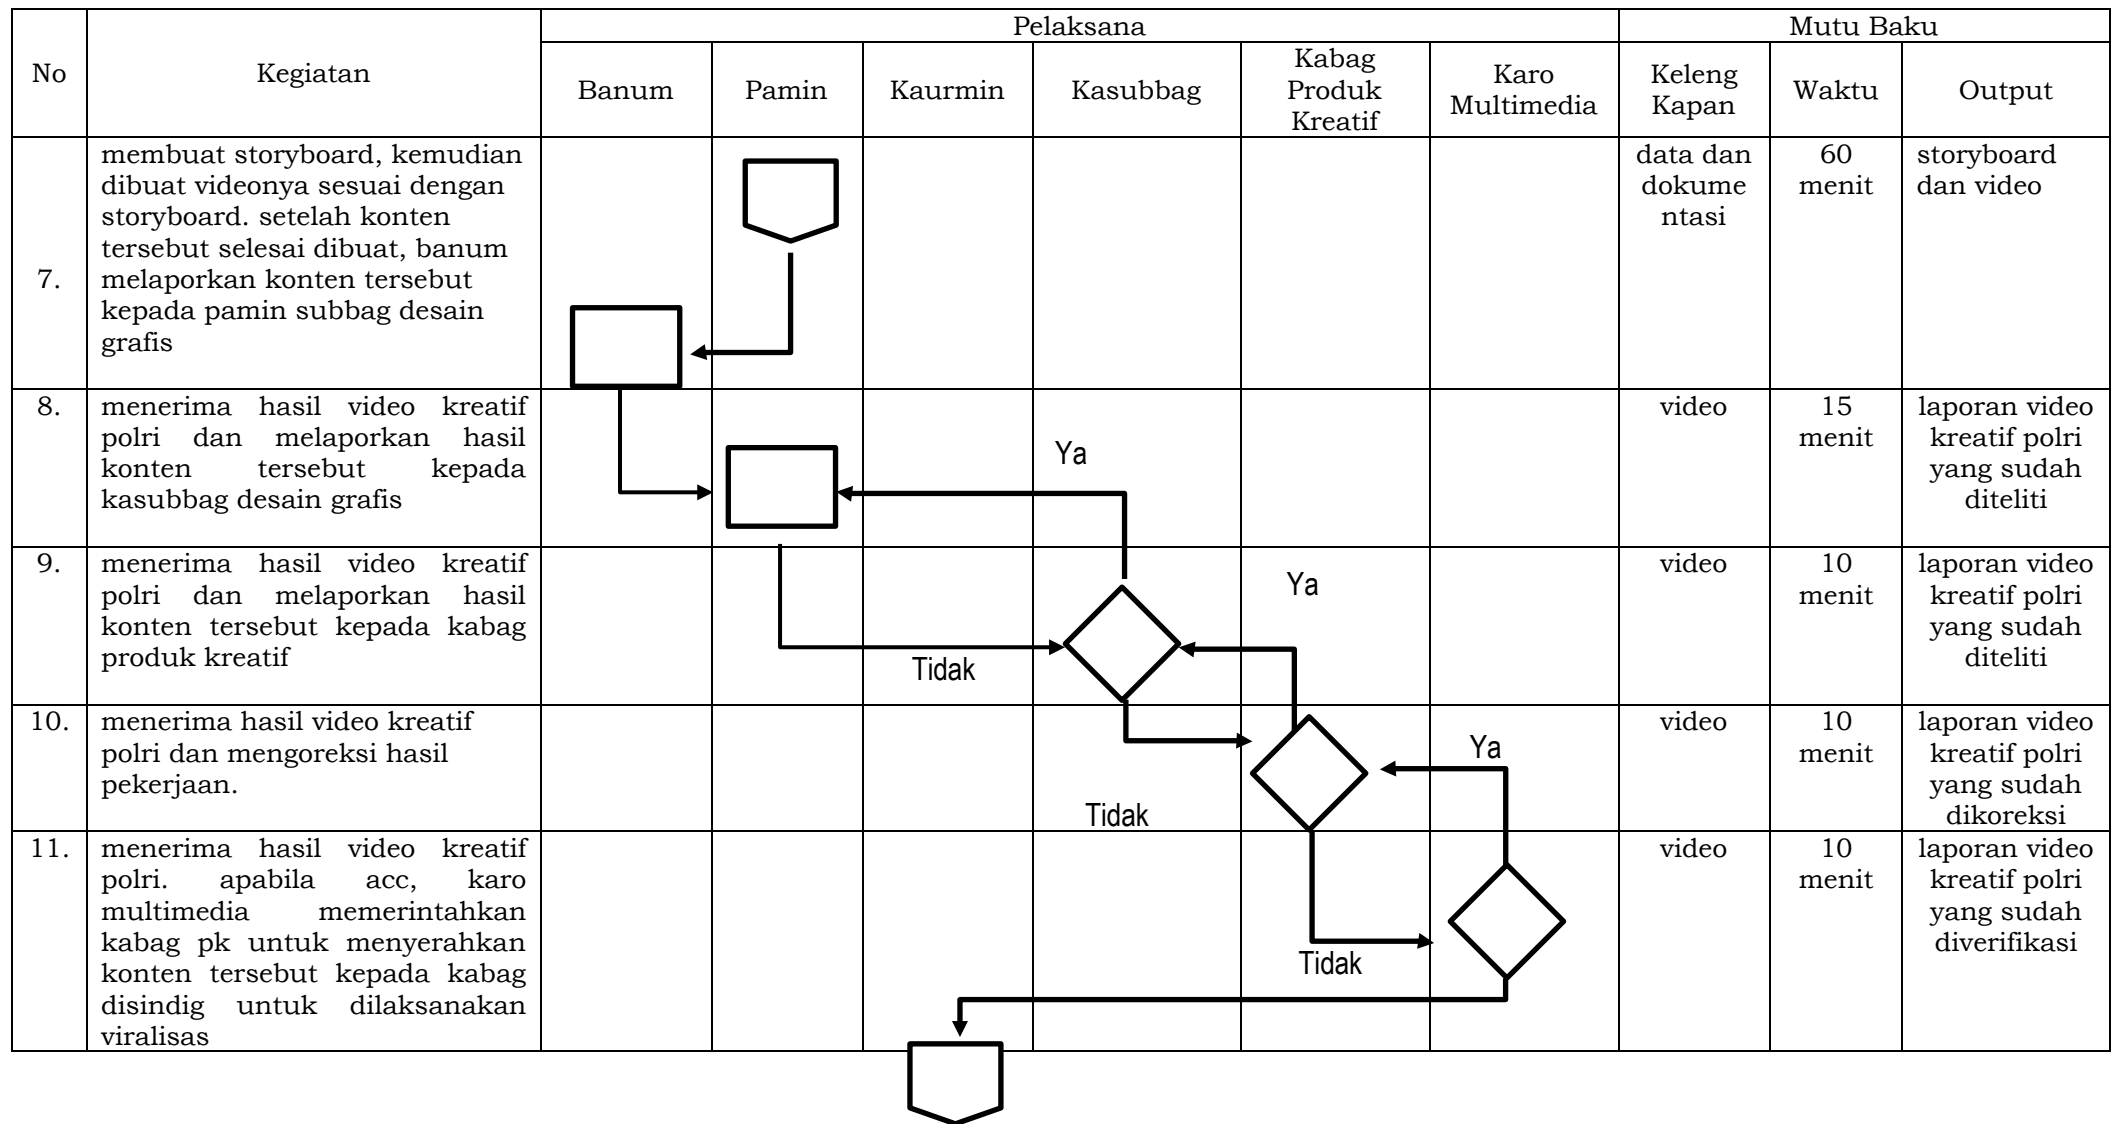 No
Kegiatan
Pelaksana
Mutu Baku
Banum
Pamin
Kaurmin
Kasubbag
Kabag
Produk
Kreatif
Karo
Multimedia
Keleng
Kapan
Waktu
Output
7.
membuat storyboard, kemudian
dibuat videonya sesuai dengan
storyboard. setelah konten
tersebut selesai dibuat, banum
melaporkan konten tersebut
kepada pamin subbag desain
grafis
data dan
dokume
ntasi
60
menit
storyboard
dan video
8.
menerima hasil video kreatif
polri dan melaporkan hasil
konten tersebut kepada
kasubbag desain grafis
Ya
video
15
menit
laporan video
kreatif polri
yang sudah
diteliti
9.
menerima hasil video kreatif
polri dan melaporkan hasil
konten tersebut kepada kabag
produk kreatif
Tidak
Ya
video
10
menit
laporan video
kreatif polri
yang sudah
diteliti
10.
menerima hasil video kreatif
polri dan mengoreksi hasil
pekerjaan.
Tidak
Ya
video
10
menit
laporan video
kreatif polri
yang sudah
dikoreksi
11.
menerima hasil video kreatif
polri. apabila acc, karo
multimedia memerintahkan
kabag pk untuk menyerahkan
konten tersebut kepada kabag
disindig untuk dilaksanakan
viralisas
Tidak
video
10
menit
laporan video
kreatif polri
yang sudah
diverifikasi